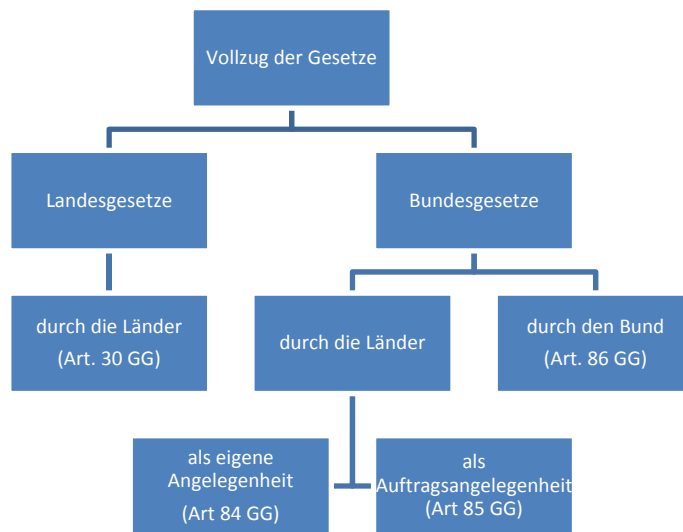 Vollzug der Gesetze
Landesgesetze
Bundesgesetze
durch die Länder
(Art. 30 GG)
durch die Länder
durch den Bund
(Art. 86 GG)
als eigene
Angelegenheit
(Art 84 GG)
als
Auftragsangelegenheit
(Art 85 GG)